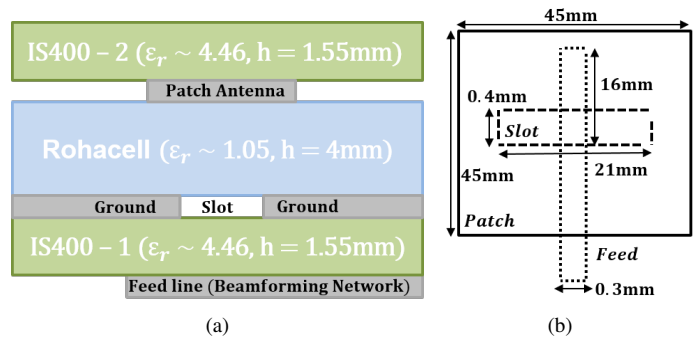 IS400 – 2 (εr ~ 4.46, h = 1.55mm)
Patch Antenna
Rohacell (εr ~ 1.05, h = 4mm)
Ground Slot Ground
IS400 – 1 (εr ~ 4.46, h = 1.55mm)
Feed line (Beamforming Network)
(a)
45mm
16mm
0.4mm
Slot
21mm
45mm
Patch
Feed
0.3mm
(b)